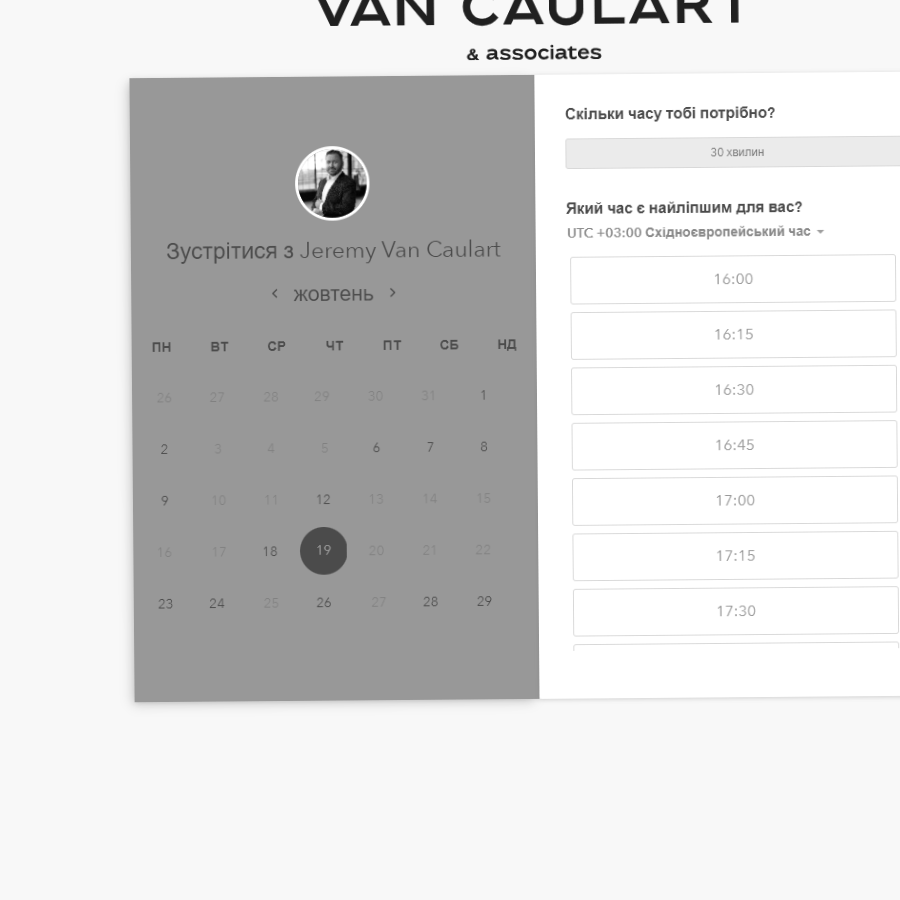 VAN CAULART
& associates
Зустрітися з Jeremy Van Caulart
жовтень
ПН ВТ СР ЧТ ПТ СБ НД
26 27 28 29 30 31 1
2 3 4 5 6 7 8
9 10 11 12 13 14 15
16 17 18 19 20 21 22
23 24 25 26 27 28 29
Скільки часу тобі потрібно?
30 хвилин
Який час є найліпшим для вас?
UTC +03:00 Східноєвропейський час
16:00
16:15
16:30
16:45
17:00
17:15
17:30